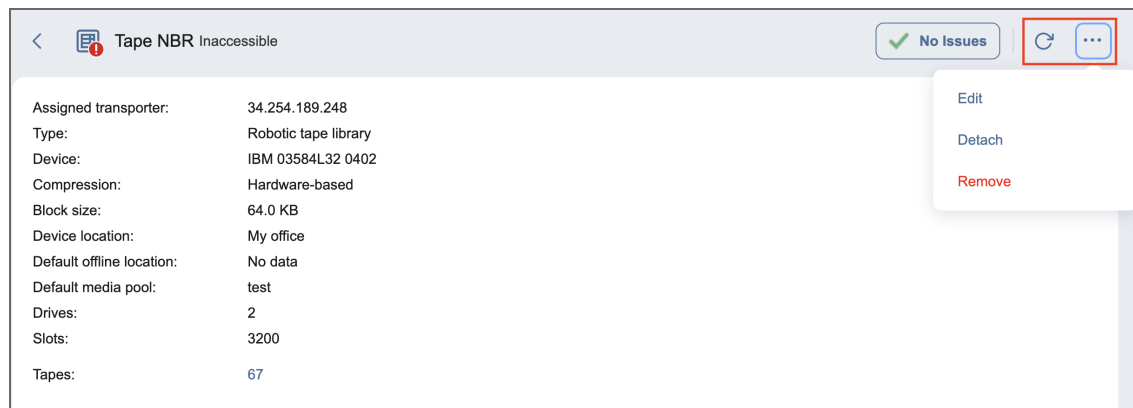 Tape NBR Inaccessible
No Issues
Edit
Detach
Remove
Assigned transporter: 34.254.189.248
Type: Robotic tape library
Device: IBM 03584L32 0402
Compression: Hardware-based
Block size: 64.0 KB
Device location: My office
Default offline location: No data
Default media pool: test
Drives: 2
Slots: 3200
Tapes: 67